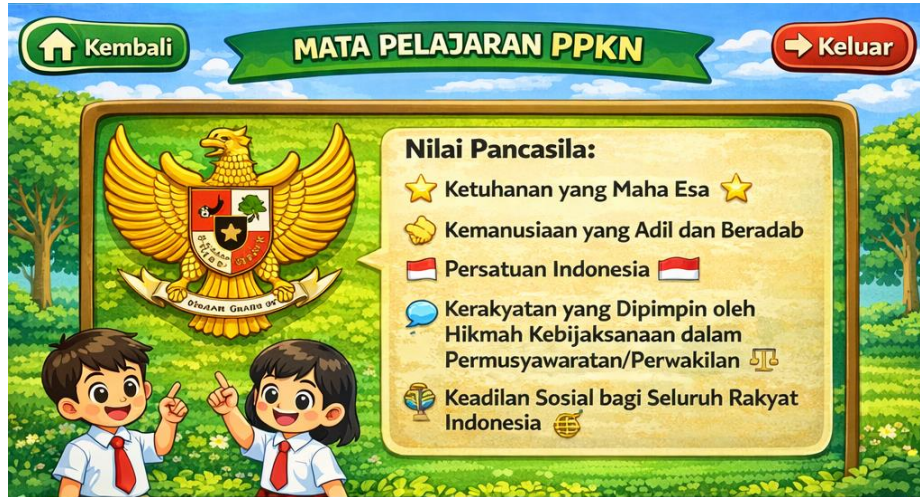 Kembali
MATA PELAJARAN PPKN
Keluar
Nilai Pancasila:
Ketuhanan yang Maha Esa
Kemanusiaan yang Adil dan Beradab
Persatuan Indonesia
Kerakyatan yang Dipimpin oleh
Hikmah Kebijaksanaan dalam
Permusyawaratan/Perwakilan
Keadilan Sosial bagi Seluruh Rakyat
Indonesia